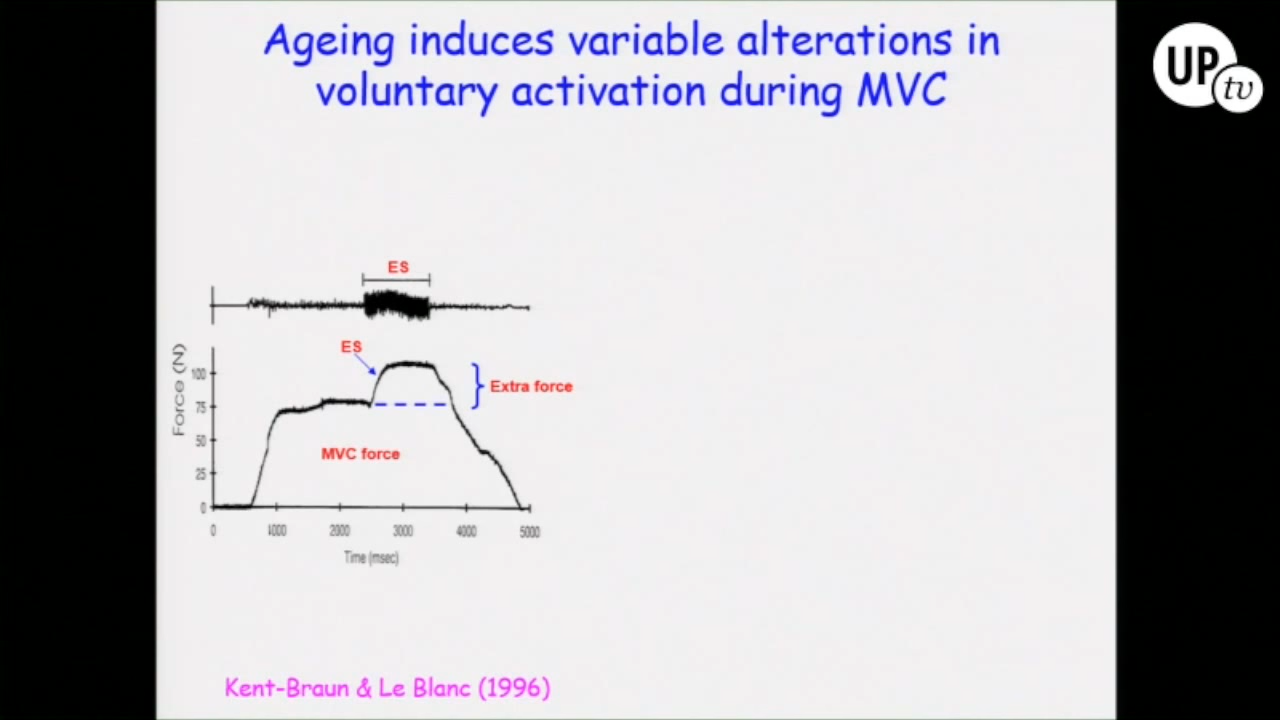 Ageing induces variable alterations in
voluntary activation during MVC
UP
tv
ES
ES
Extra force
MVC force
Force (N)
100
75
50
25
0
0
1000
2000
3000
4000
5000
Time (msec)
Kent-Braun & Le Blanc (1996)